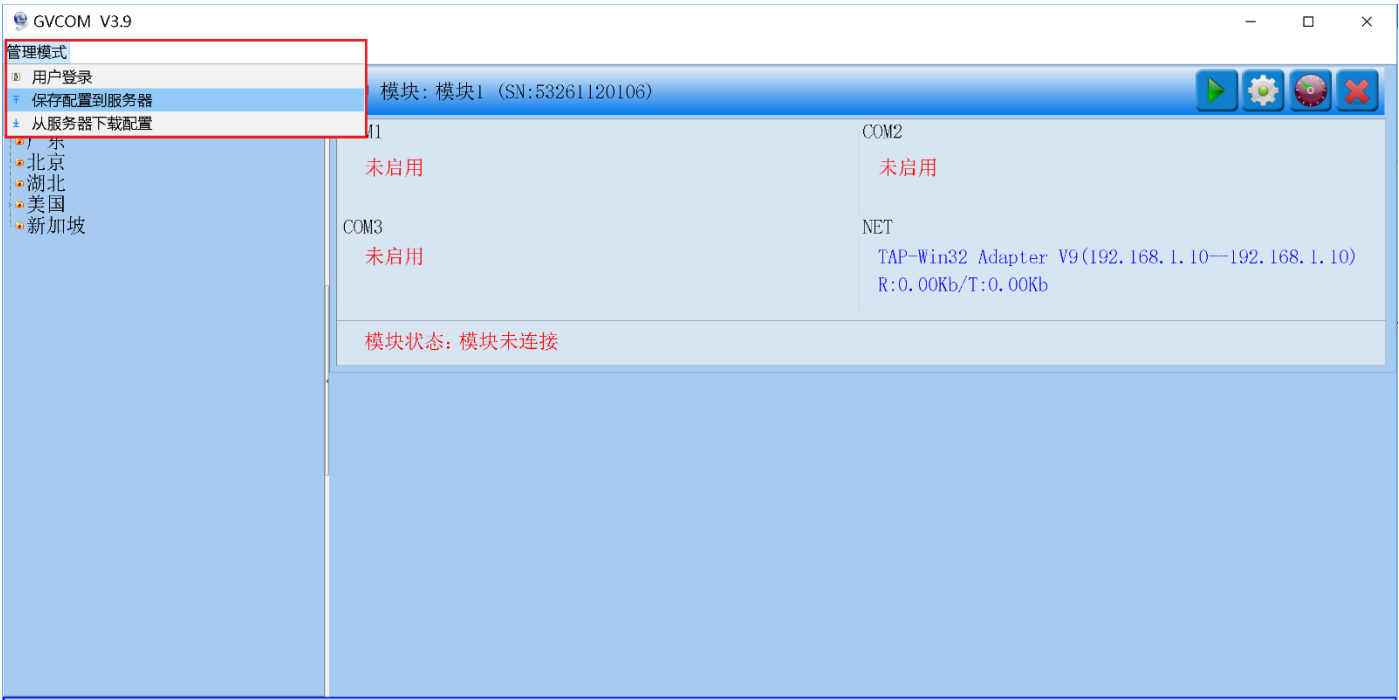 GVCOM V3.9
管理模式
用户登录
保存配置到服务器
从服务器下载配置
广东
北京
湖北
美国
新加坡
模块:模块1 (SN:53261120106)
M1
未启用
COM2
未启用
COM3
未启用
NET
TAP-Win32 Adapter V9(192.168.1.10--192.168.1.10)
R:0.00Kb/T:0.00Kb
模块状态:模块未连接